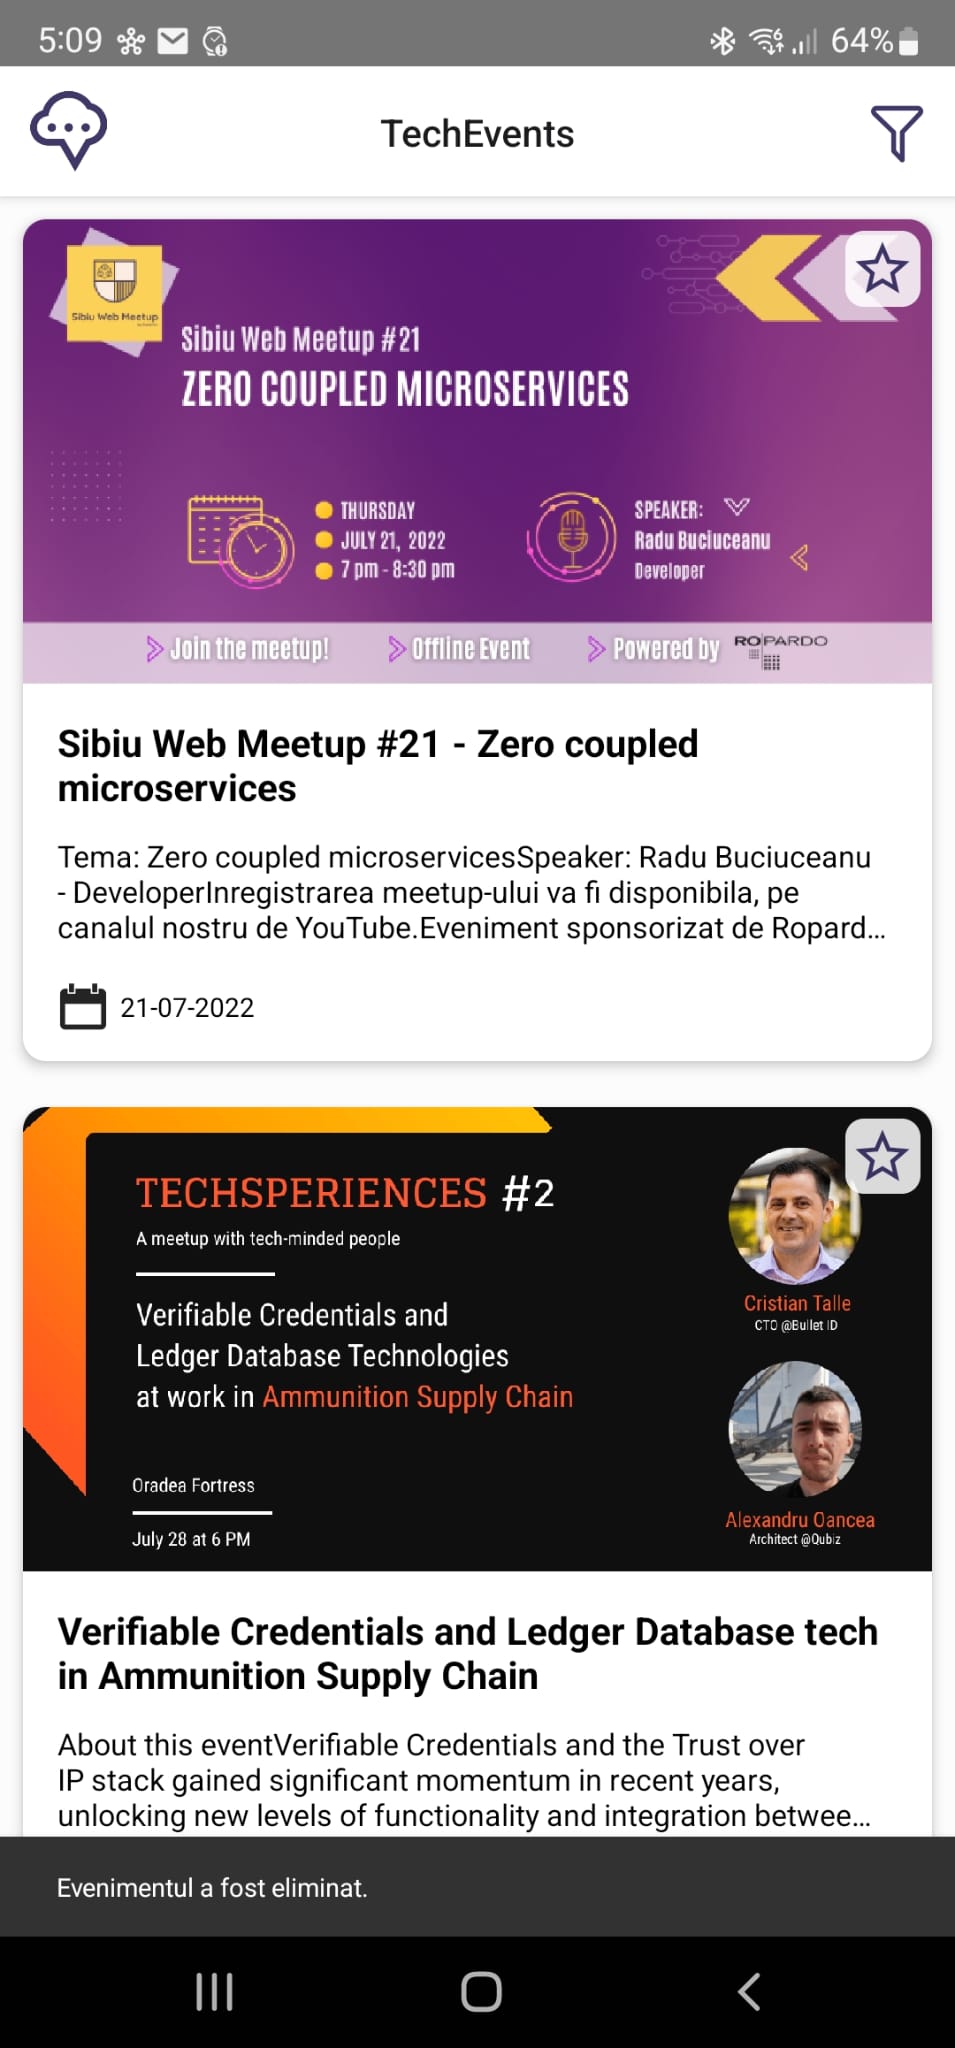 5:09
64%
TechEvents
Sibiu Web Meetup
Sibiu Web Meetup #21
ZERO COUPLED MICROSERVICES
THURSDAY
JULY 21, 2022
7 pm - 8:30 pm
SPEAKER:
Radu Buciuceanu
Developer
Join the meetup!
Offline Event
Powered by
ROPARDO
Sibiu Web Meetup #21 - Zero coupled
microservices
Tema: Zero coupled microservicesSpeaker: Radu Buciuceanu
- DeveloperInregistrarea meetup-ului va fi disponibila, pe
canalul nostru de YouTube.Eveniment sponsorizat de Ropard...
21-07-2022
TECHSPERIENCES #2
A meetup with tech-minded people
Verifiable Credentials and
Ledger Database Technologies
at work in Ammunition Supply Chain
Oradea Fortress
July 28 at 6 PM
Cristian Talle
CTO @Bullet ID
Alexandru Oancea
Architect @Qubiz
Verifiable Credentials and Ledger Database tech
in Ammunition Supply Chain
About this eventVerifiable Credentials and the Trust over
IP stack gained significant momentum in recent years,
unlocking new levels of functionality and integration betwee...
Evenimentul a fost eliminat.